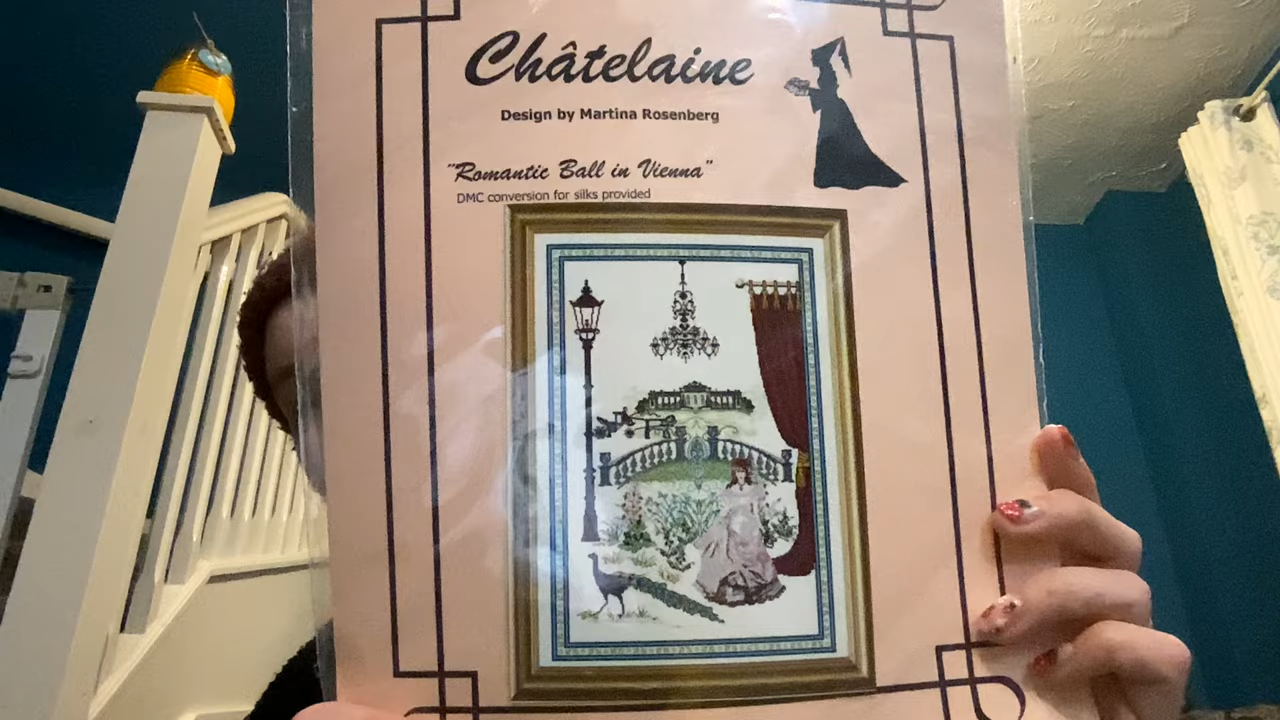 Châtelaine
Design by Martina Rosenberg
"Romantic Ball in Vienna"
DMC conversion for silks provided